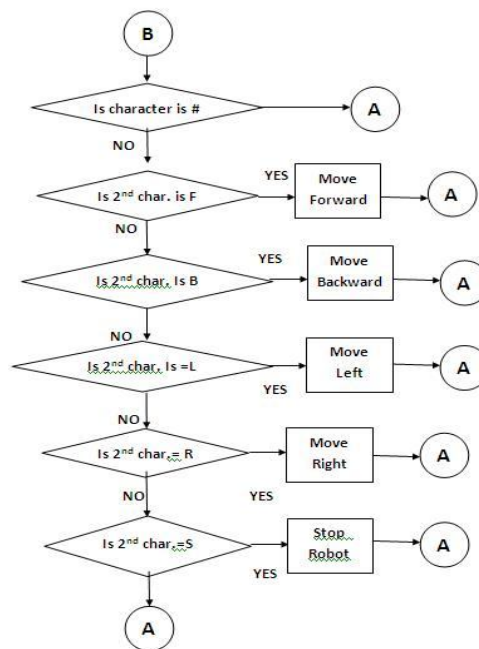 B
Is character is #
A
NO
Is 2nd char. is F
YES
Move
Forward
A
NO
Is 2nd char, Is B
YES
Move
Backward
A
NO
Is 2nd char, Is =L
YES
Move
Left
A
NO
Is 2nd char,= R
YES
Move
Right
A
NO
Is 2nd char,=S
YES
Stop
Robot
A
A